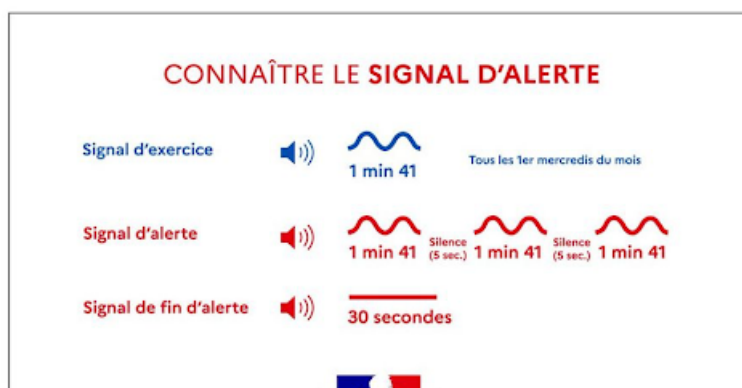 CONNAÎTRE LE SIGNAL D'ALERTE
Signal d'exercice
1 min 41
Tous les 1er mercredis du mois
Signal d'alerte
1 min 41
Silence
(5 sec.)
1 min 41
Silence
(5 sec.)
1 min 41
Signal de fin d'alerte
30 secondes